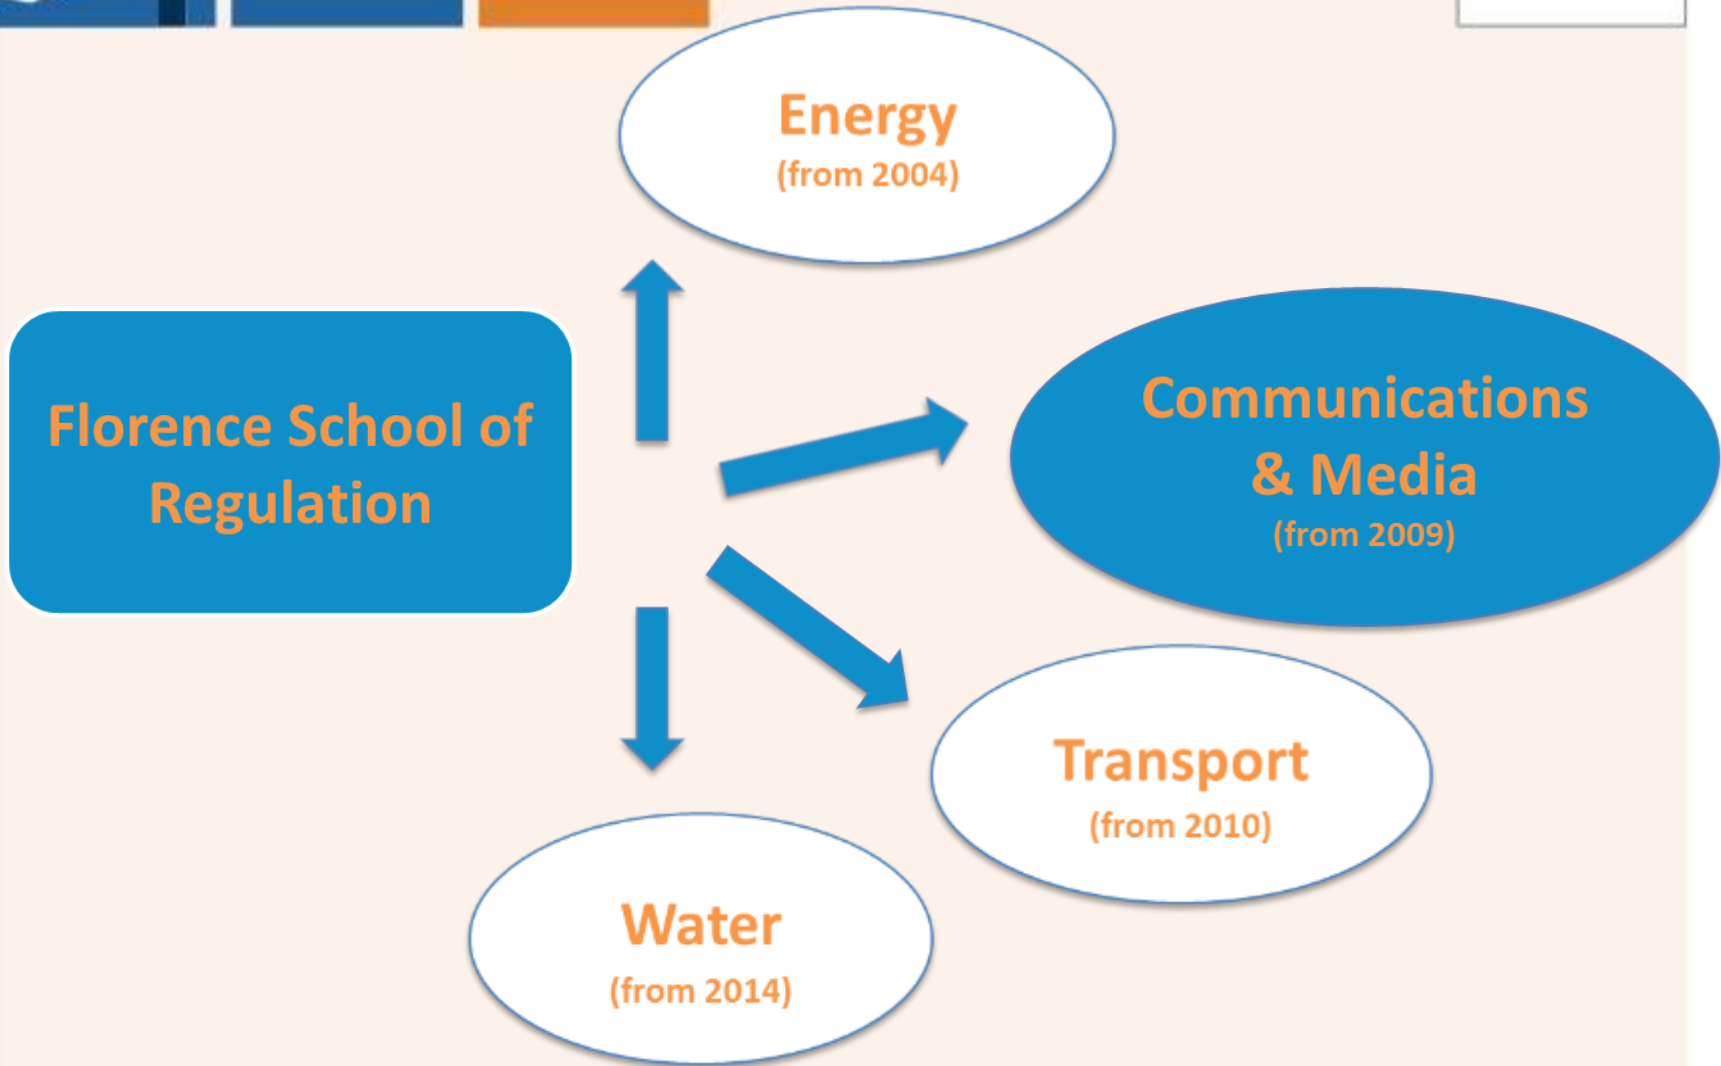 Energy
(from 2004)
Florence School of
Regulation
Communications
& Media
(from 2009)
Transport
(from 2010)
Water
(from 2014)